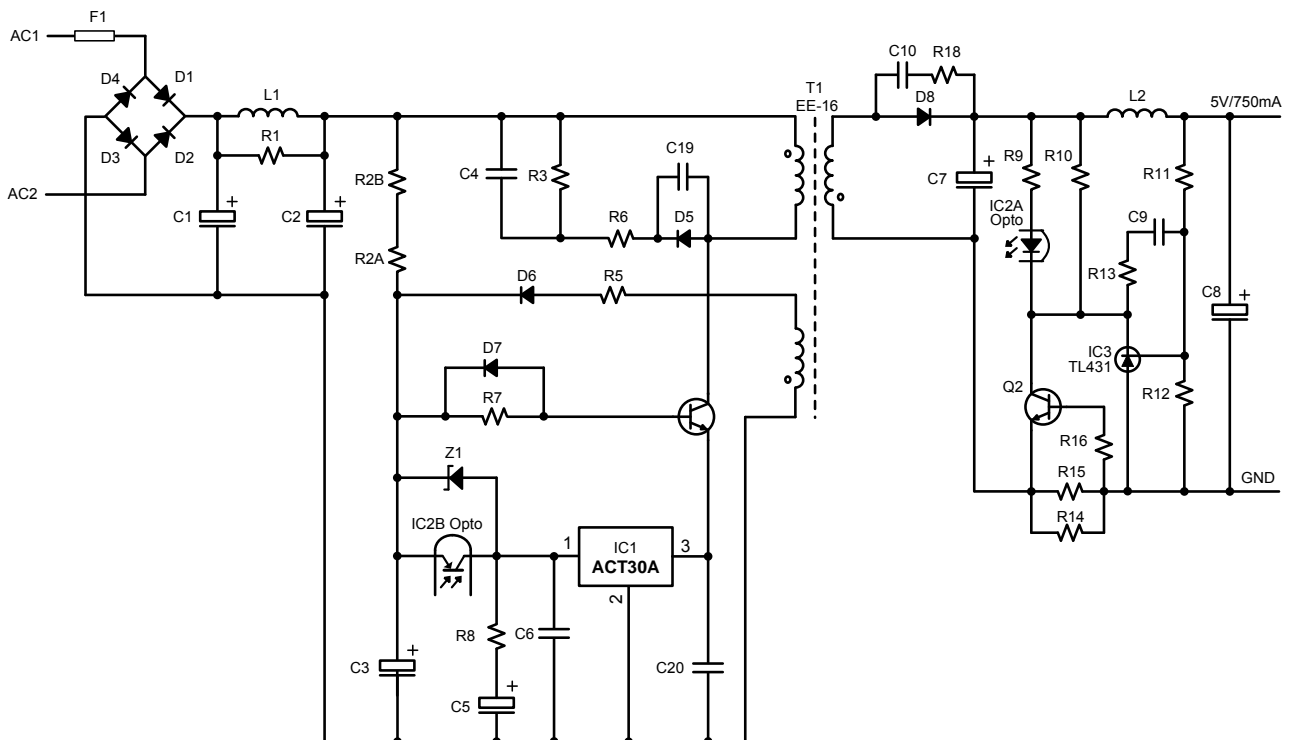 F1
AC1
D4
D1
D3
D2
AC2
L1
R1
C1
+
C2
+
R2B
R2A
C4
R3
C19
R6
D5
D6
R5
D7
R7
Z1
IC2B Opto
1
IC1
3
ACT30A
2
R8
C6
C3
+
C5
+
C20
T1
EE-16
C10
R18
D8
C7
+
R9
R10
IC2A
Opto
L2
5V/750mA
R11
C9
R13
C8
+
IC3
TL431
R12
Q2
R16
R15
R14
GND